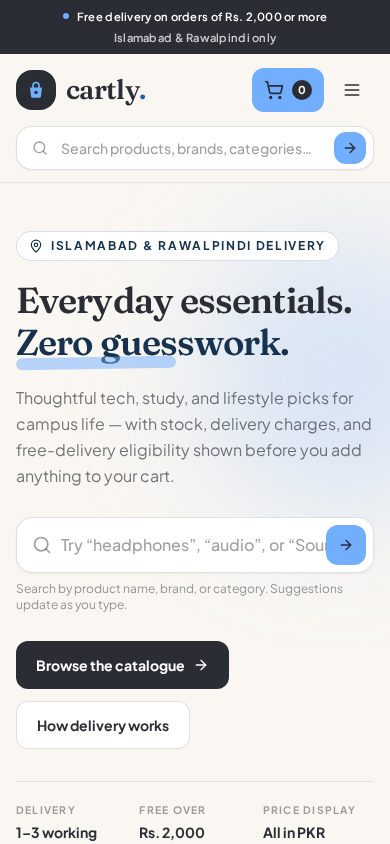 Free delivery on orders of Rs. 2,000 or more
Islamabad & Rawalpindi only
cartly.
0
Search products, brands, categories…
ISLAMABAD & RAWALPINDI DELIVERY
Everyday essentials.
Zero guesswork.
Thoughtful tech, study, and lifestyle picks for
campus life — with stock, delivery charges, and
free-delivery eligibility shown before you add
anything to your cart.
Try “headphones”, “audio”, or “Sour
Search by product name, brand, or category. Suggestions
update as you type.
Browse the catalogue
How delivery works
DELIVERY FREE OVER PRICE DISPLAY
1–3 working Rs. 2,000 All in PKR